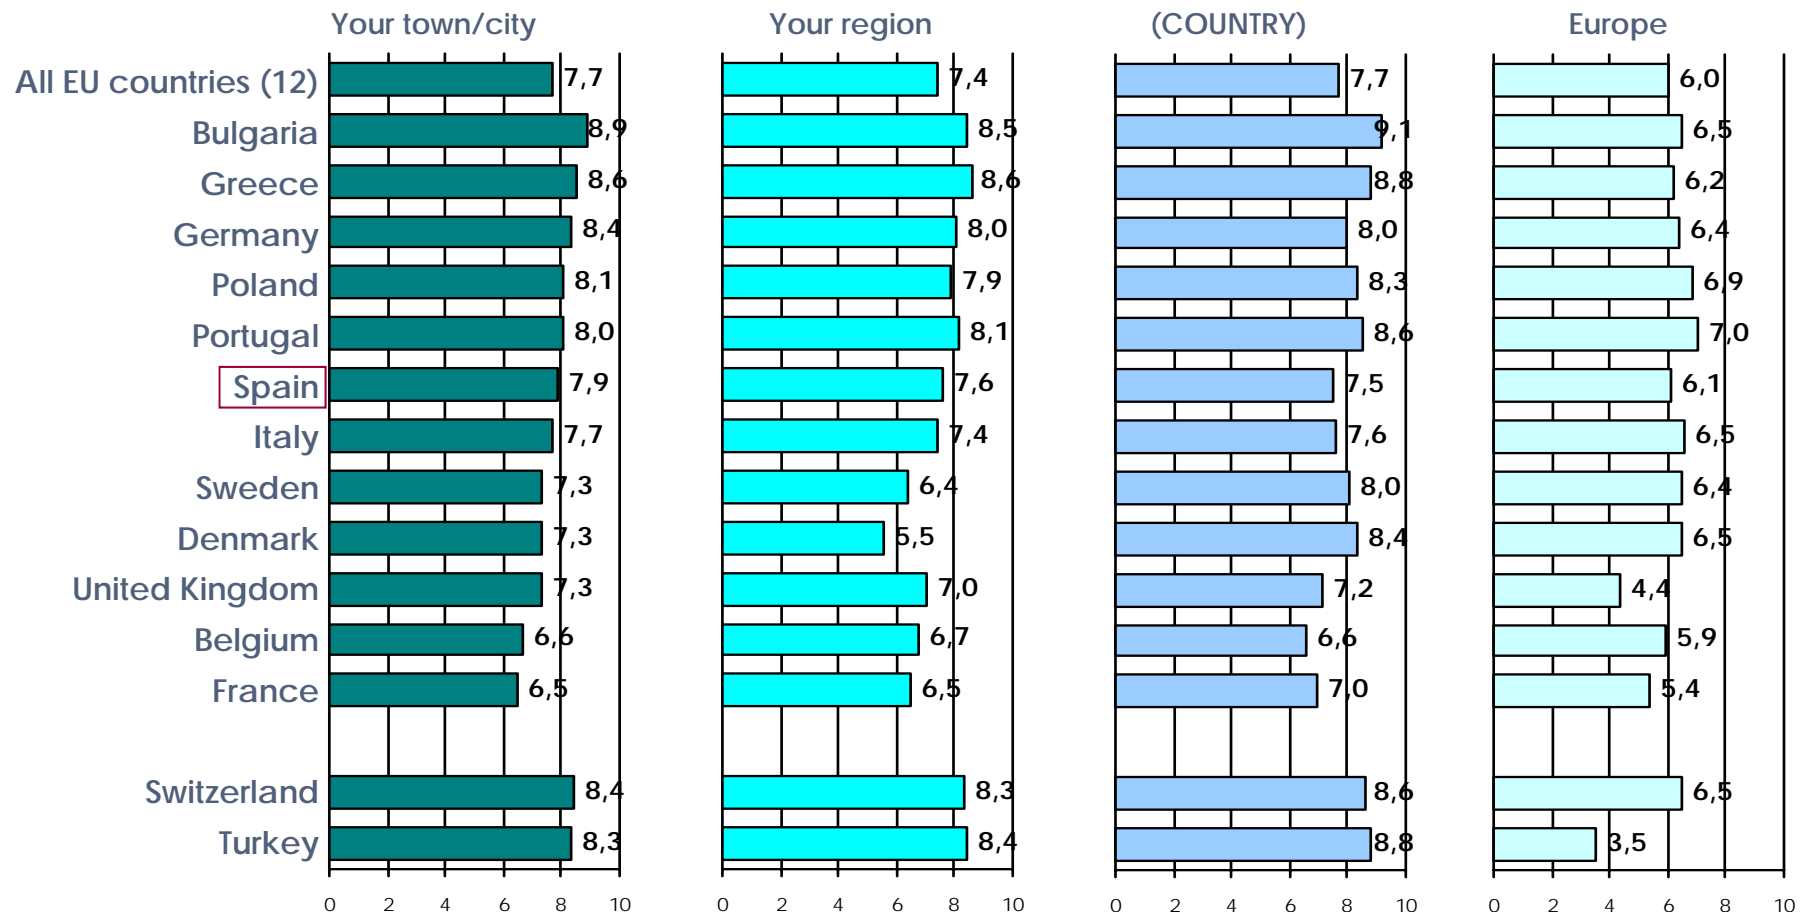 Your town/city Your region (COUNTRY) Europe
All EU countries (12) 7,7 7,4 7,7 6,0
Bulgaria 8,9 8,5 9,1 6,5
Greece 8,6 8,6 8,8 6,2
Germany 8,4 8,0 8,0 6,4
Poland 8,1 7,9 8,3 6,9
Portugal 8,0 8,1 8,6 7,0
Spain 7,9 7,6 7,5 6,1
Italy 7,7 7,4 7,6 6,5
Sweden 7,3 6,4 8,0 6,4
Denmark 7,3 5,5 8,4 6,5
United Kingdom 7,3 7,0 7,2 4,4
Belgium 6,6 6,7 6,6 5,9
France 6,5 6,5 7,0 5,4
Switzerland 8,4 8,3 8,6 6,5
Turkey 8,3 8,4 8,8 3,5
0 2 4 6 8 10 0 2 4 6 8 10 0 2 4 6 8 10 0 2 4 6 8 10